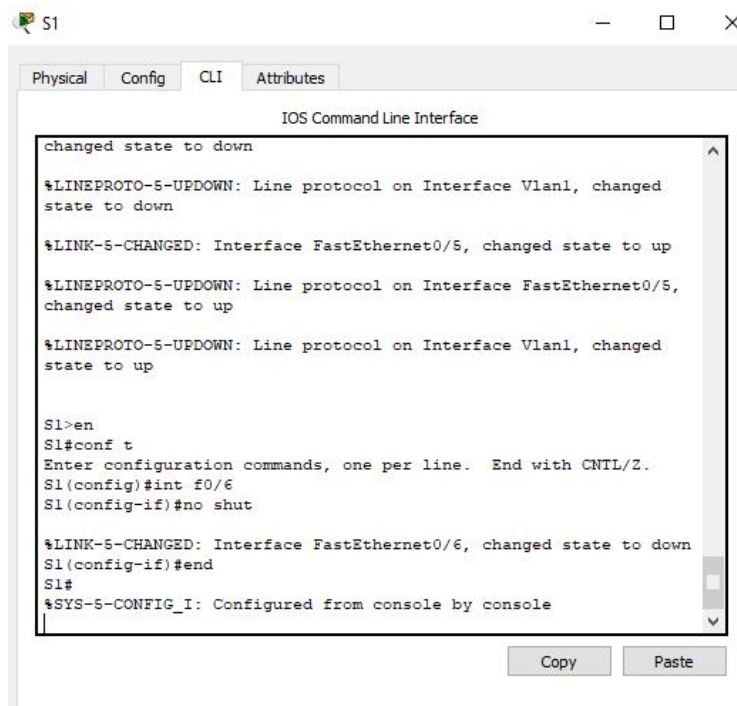 S1
Physical Config CLI Attributes
IOS Command Line Interface
changed state to down
%LINEPROTO-5-UPDOWN: Line protocol on Interface Vlan1, changed
state to down
%LINK-5-CHANGED: Interface FastEthernet0/5, changed state to up
%LINEPROTO-5-UPDOWN: Line protocol on Interface FastEthernet0/5,
changed state to up
%LINEPROTO-5-UPDOWN: Line protocol on Interface Vlan1, changed
state to up
S1>en
S1#conf t
Enter configuration commands, one per line.  End with CNTL/Z.
S1(config)#int f0/6
S1(config-if)#no shut
%LINK-5-CHANGED: Interface FastEthernet0/6, changed state to down
S1(config-if)#end
S1#
%SYS-5-CONFIG_I: Configured from console by console
Copy Paste